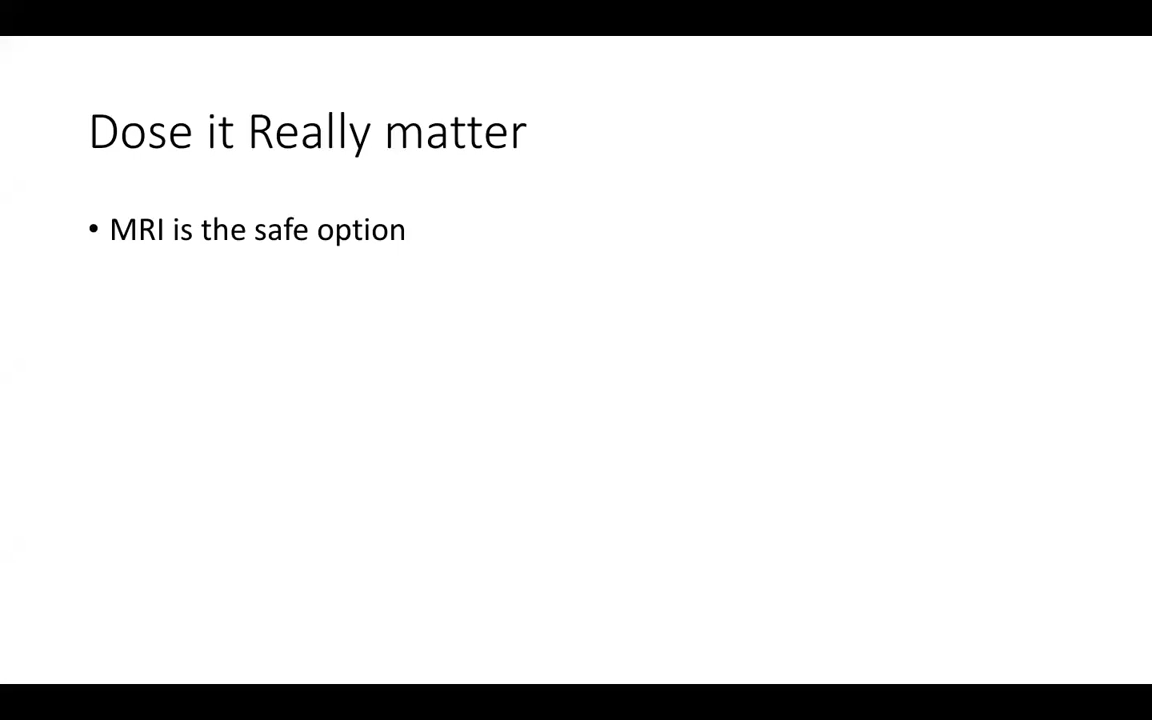 Dose it Really matter
• MRI is the safe option